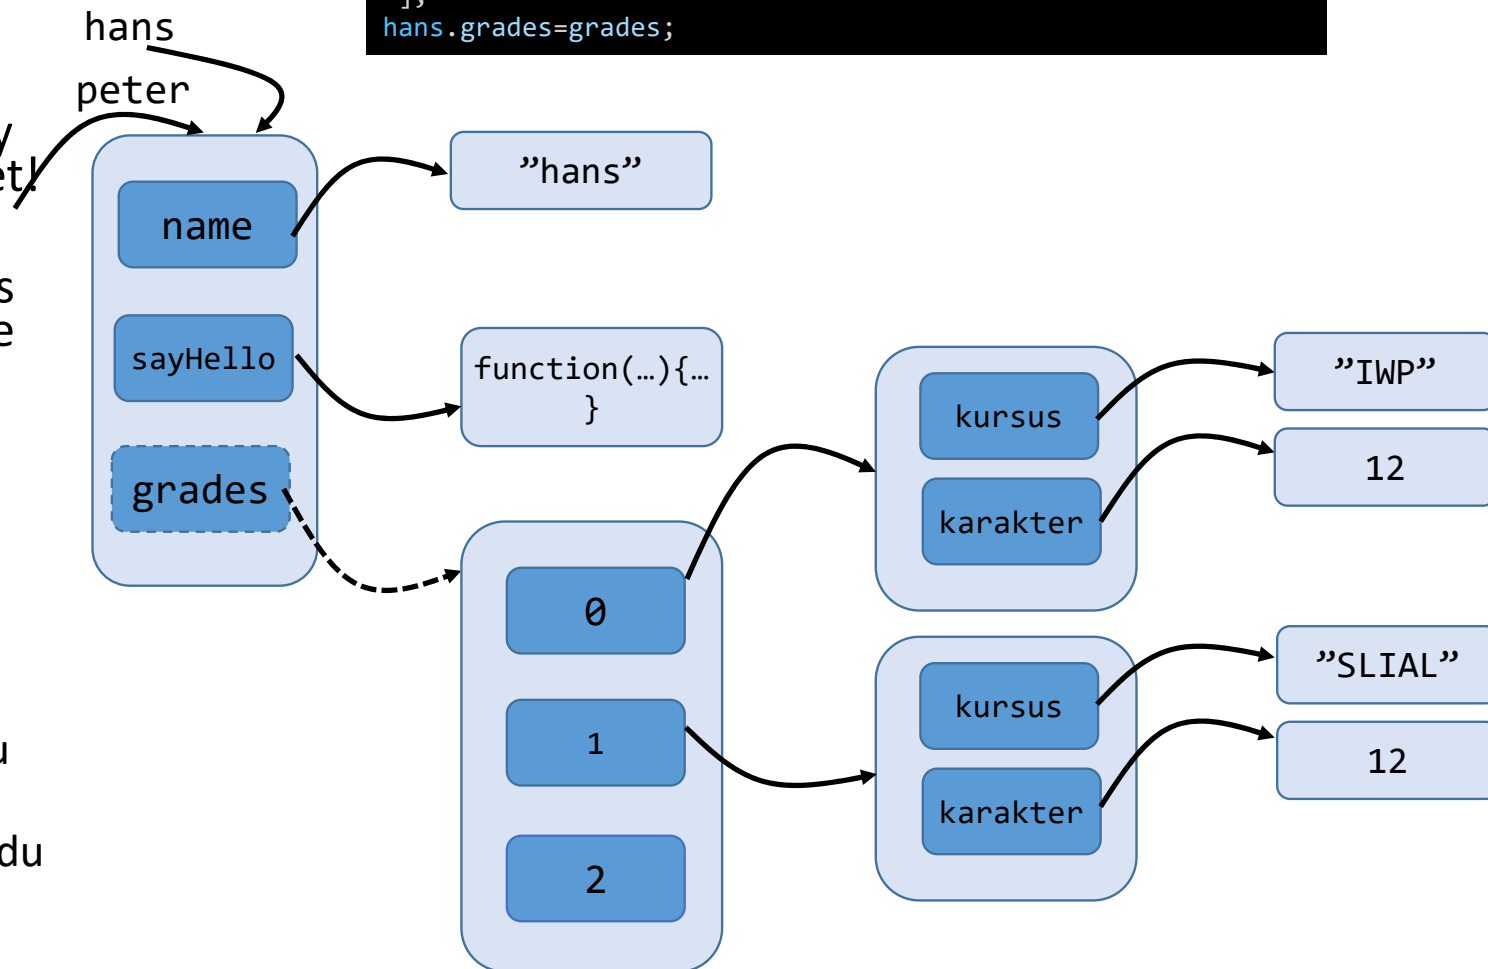 ];
hans.grades=grades;
hans
peter
y
et!
s
e
u
du
name
sayHello
grades
”hans”
function(…){…
}
0
1
2
kursus
karakter
”IWP”
12
kursus
karakter
”SLIAL”
12